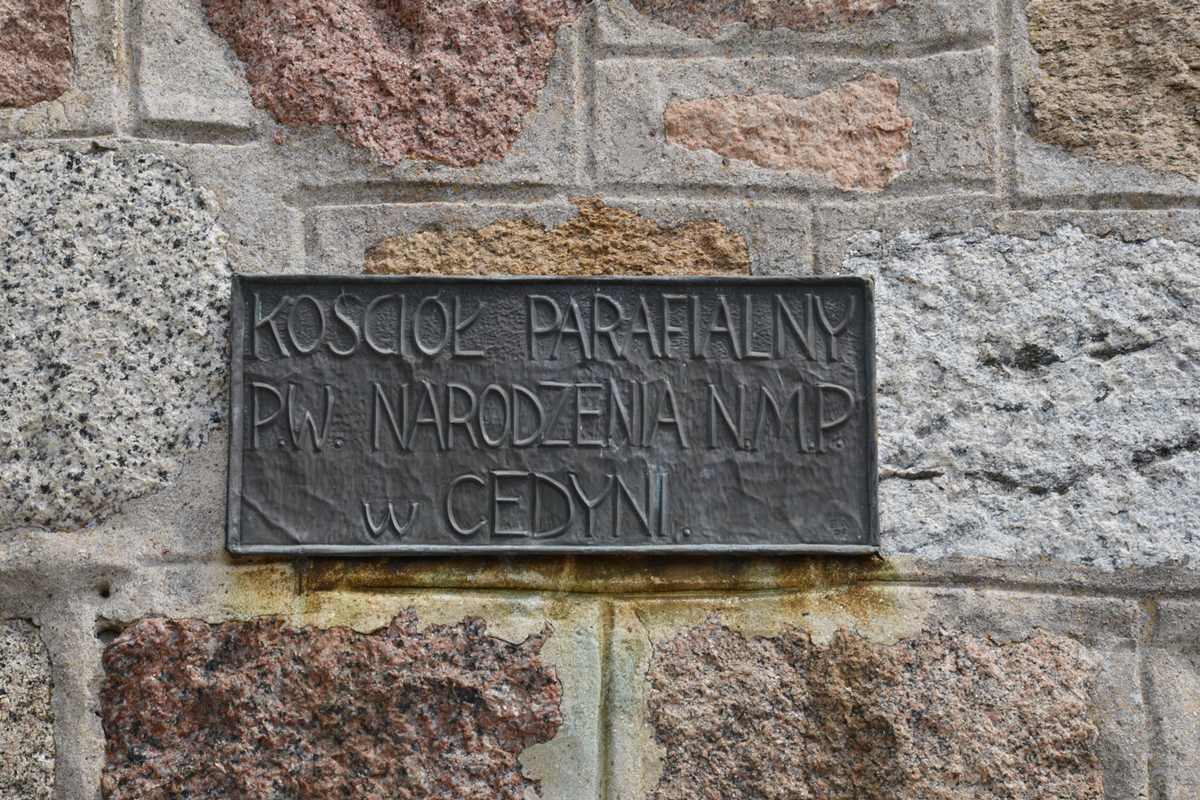 KOŚCIÓŁ PARAFIALNY
P.W. NARODZENIA N.M.P.
w CEDYNI.